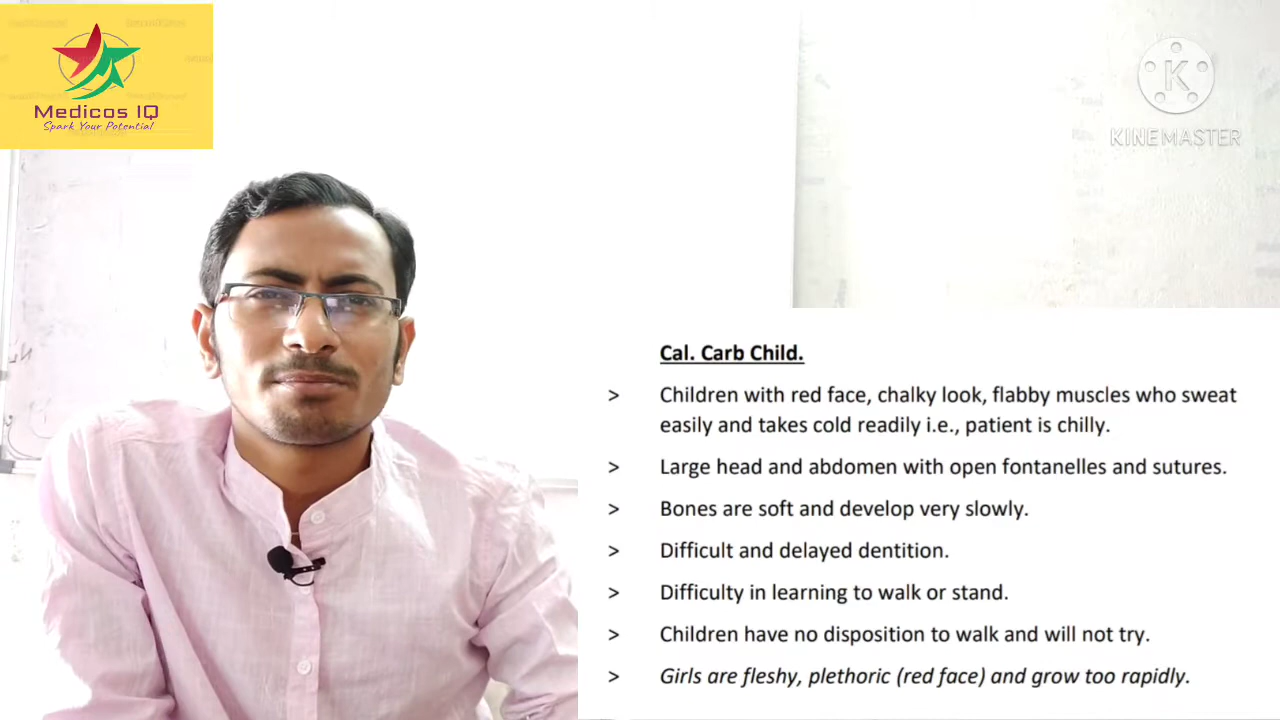 Medicos IQ
Spark Your Potential
K
KINEMASTER
Cal. Carb Child.
> Children with red face, chalky look, flabby muscles who sweat
easily and takes cold readily i.e., patient is chilly.
> Large head and abdomen with open fontanelles and sutures.
> Bones are soft and develop very slowly.
> Difficult and delayed dentition.
> Difficulty in learning to walk or stand.
> Children have no disposition to walk and will not try.
> Girls are fleshy, plethoric (red face) and grow too rapidly.